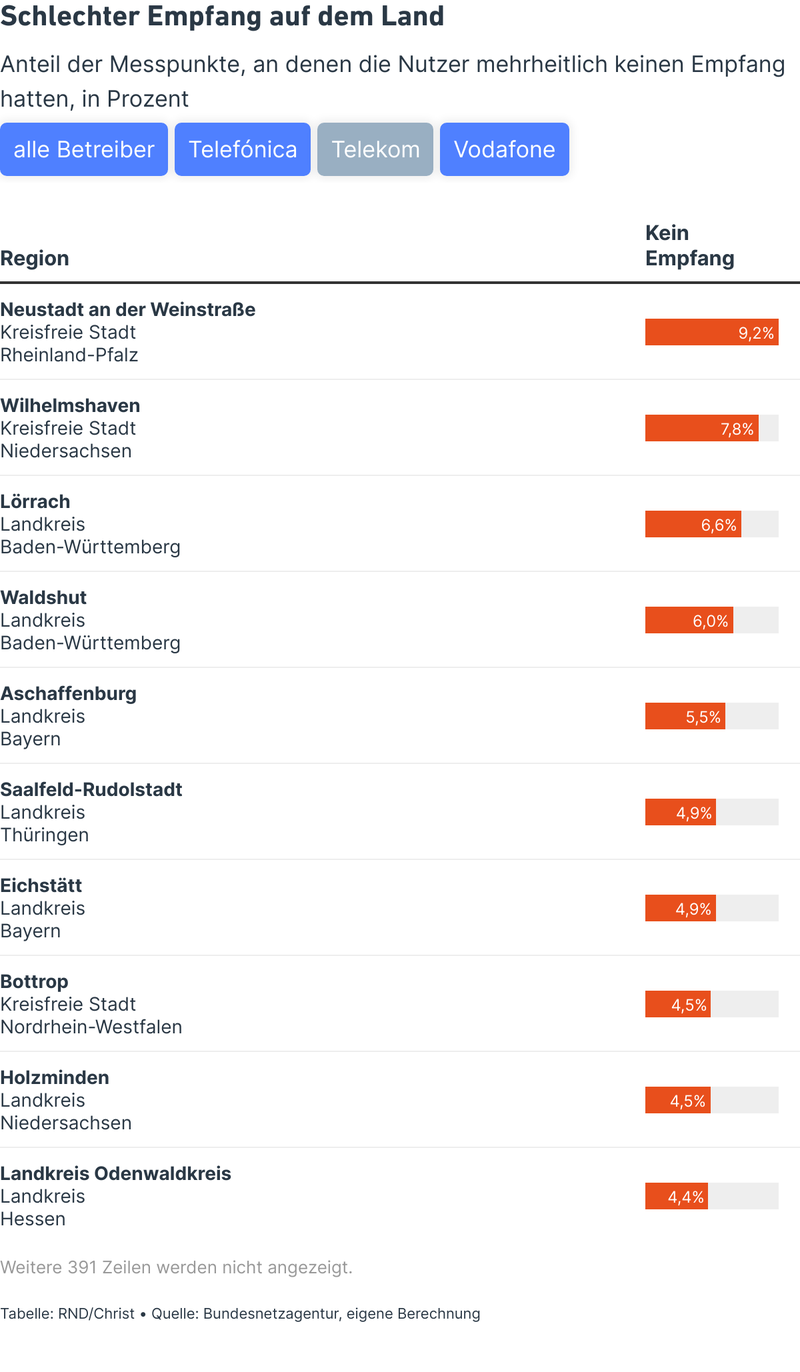 Schlechter Empfang auf dem Land
Anteil der Messpunkte, an denen die Nutzer mehrheitlich keinen Empfang
hatten, in Prozent
alle Betreiber
Telefónica
Telekom
Vodafone
Region
Kein
Empfang
Neustadt an der Weinstraße
Kreisfreie Stadt
Rheinland-Pfalz
9,2%
Wilhelmshaven
Kreisfreie Stadt
Niedersachsen
7,8%
Lörrach
Landkreis
Baden-Württemberg
6,6%
Waldshut
Landkreis
Baden-Württemberg
6,0%
Aschaffenburg
Landkreis
Bayern
5,5%
Saalfeld-Rudolstadt
Landkreis
Thüringen
4,9%
Eichstätt
Landkreis
Bayern
4,9%
Bottrop
Kreisfreie Stadt
Nordrhein-Westfalen
4,5%
Holzminden
Landkreis
Niedersachsen
4,5%
Landkreis Odenwaldkreis
Landkreis
Hessen
4,4%
Weitere 391 Zeilen werden nicht angezeigt.
Tabelle: RND/Christ • Quelle: Bundesnetzagentur, eigene Berechnung